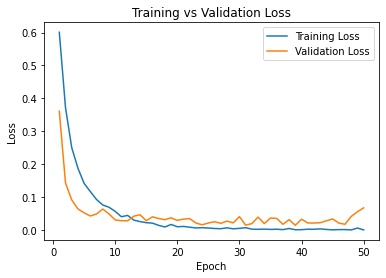 Training vs Validation Loss
Training Loss
Validation Loss
Loss
0.6
0.5
0.4
0.3
0.2
0.1
0.0
0 10 20 30 40 50
Epoch